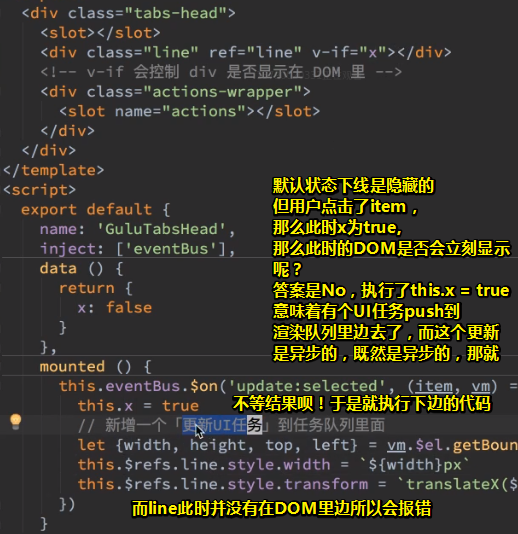 <div class="tabs-head">
<slot></slot>
<div class="line" ref="line" v-if="x"></div>
<!-- v-if 会控制 div 是否显示在 DOM 里 -->
<div class="actions-wrapper">
<slot name="actions"></slot>
</div>
</div>
</template>
<script>
export default {
name: 'GuluTabsHead',
inject: ['eventBus'],
data () {
return {
x: false
}
},
mounted () {
this.eventBus.$on('update:selected', (item, vm) =
this.x = true
// 新增一个「更新UI任务」到任务队列里面
let {width, height, top, left} = vm.$el.getBoun
this.$refs.line.style.width = `${width}px`
this.$refs.line.style.transform = `translateX($
})
}
默认状态下线是隐藏的
但用户点击了item，
那么此时x为true,
那么此时的DOM是否会立刻显示
呢？
答案是No，执行了this.x = true
意味着有个UI任务push到
渲染队列里边去了，而这个更新
是异步的，既然是异步的，那就
不等结果呗！于是就执行下边的代码
而line此时并没有在DOM里边所以会报错